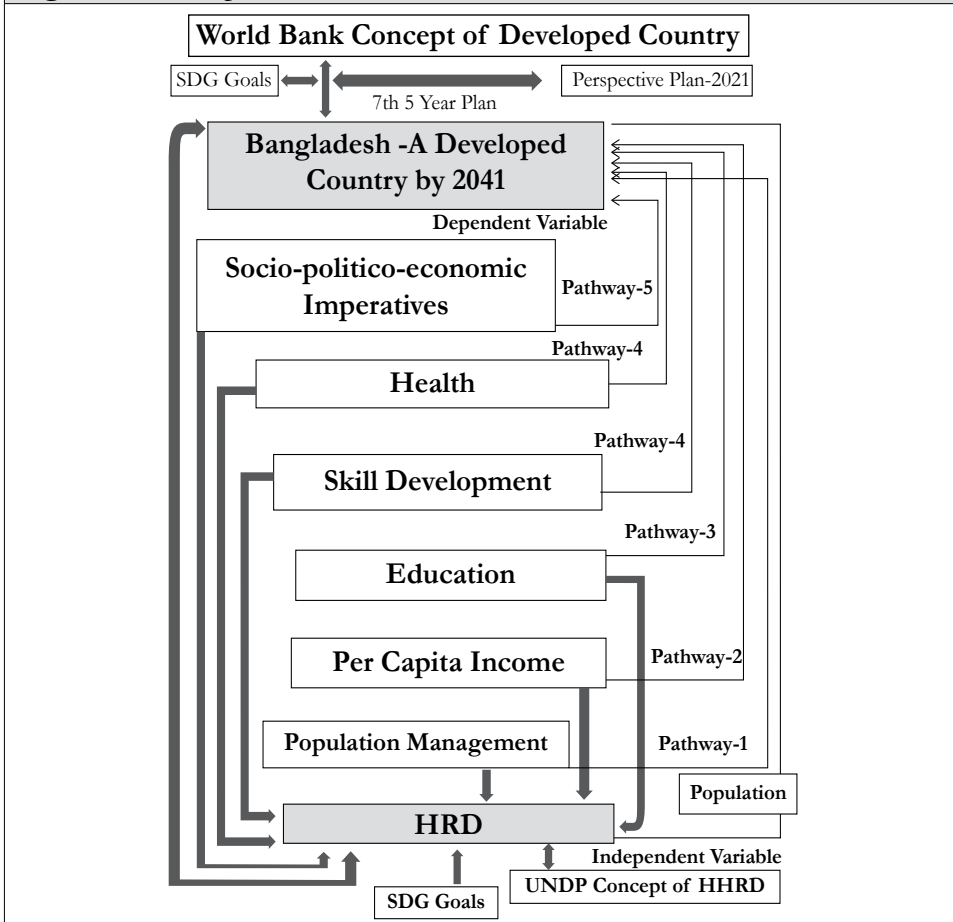 World Bank Concept of Developed Country
SDG Goals
Perspective Plan-2021
7th 5 Year Plan
Bangladesh -A Developed
Country by 2041
Dependent Variable
Socio-politico-economic
Imperatives
Pathway-5
Pathway-4
Health
Pathway-4
Skill Development
Pathway-3
Education
Per Capita Income
Pathway-2
Population Management
Pathway-1
Population
HRD
Independent Variable
UNDP Concept of HHRD
SDG Goals